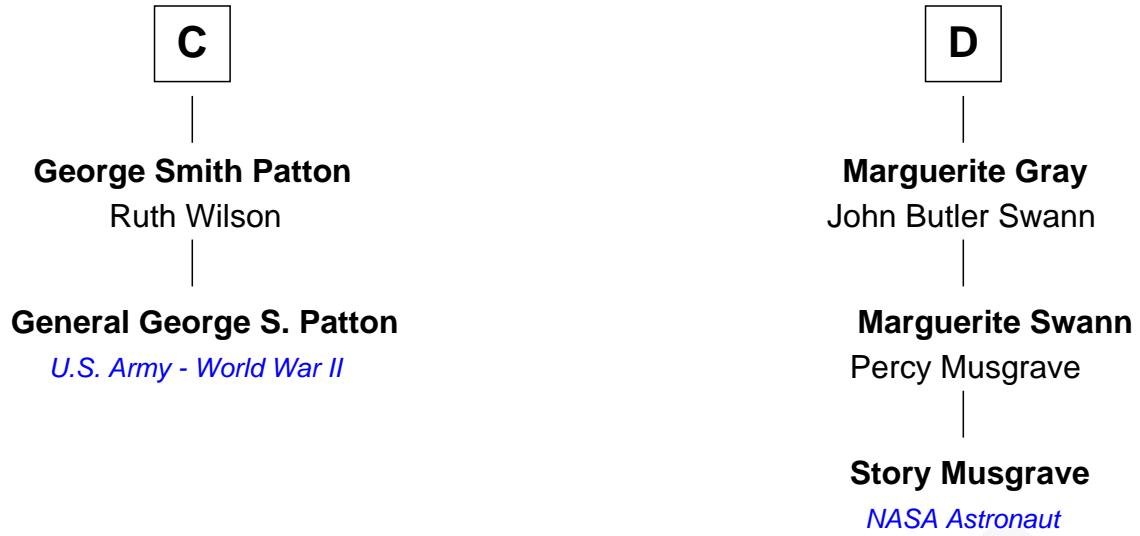 C
George Smith Patton
Ruth Wilson
General George S. Patton
U.S. Army - World War II
D
Marguerite Gray
John Butler Swann
Marguerite Swann
Percy Musgrave
Story Musgrave
NASA Astronaut